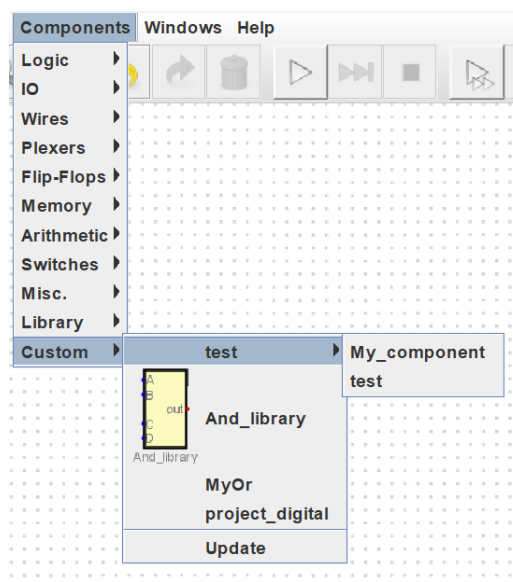 Components Windows Help
Logic
IO
Wires
Plexers
Flip-Flops
Memory
Arithmetic
Switches
Misc.
Library
Custom
test
My_component
test
A
B
out
C
D
And_library
And_library
MyOr
project_digital
Update